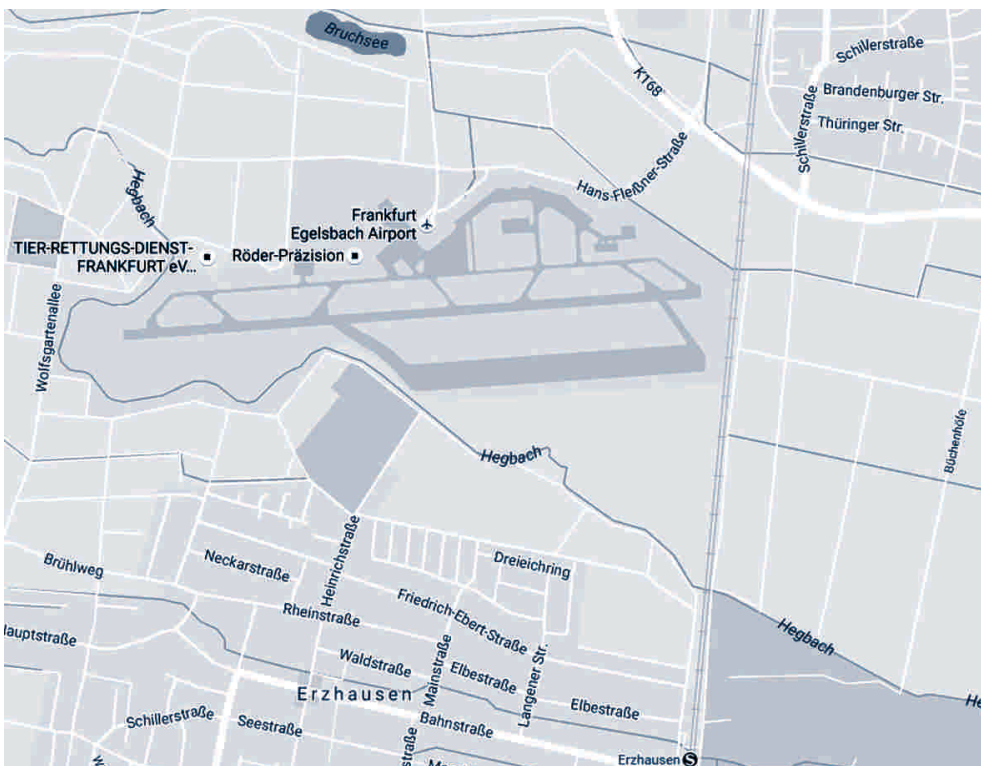 Bruchsee
K168
Schillerstraße
Brandenburger Str.
Thüringer Str.
Schillerstraße
Hans-Fleßner-Straße
Hegbach
Frankfurt
Egelsbach Airport
TIER-RETTUNGS-DIENST-
FRANKFURT eV...
Röder-Präzision
Wolfsgartenallee
Büchenhöfe
Hegbach
Heinrichstraße
Dreieichring
Neckarstraße
Brühlweg
Friedrich-Ebert-Straße
Rheinstraße
Hegbach
Hauptstraße
Waldstraße
Mainstraße
Elbestraße
Langener Str.
Erzhausen
Elbestraße
Schillerstraße
Seestraße
Bahnstraße
straße
Erzhausen
S